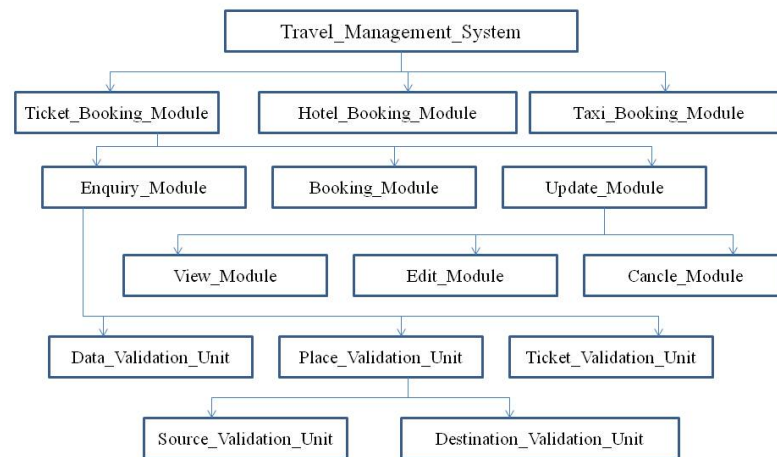 Travel_Management_System
Ticket_Booking_Module
Hotel_Booking_Module
Taxi_Booking_Module
Enquiry_Module
Booking_Module
Update_Module
View_Module
Edit_Module
Cancle_Module
Data_Validation_Unit
Place_Validation_Unit
Ticket_Validation_Unit
Source_Validation_Unit
Destination_Validation_Unit